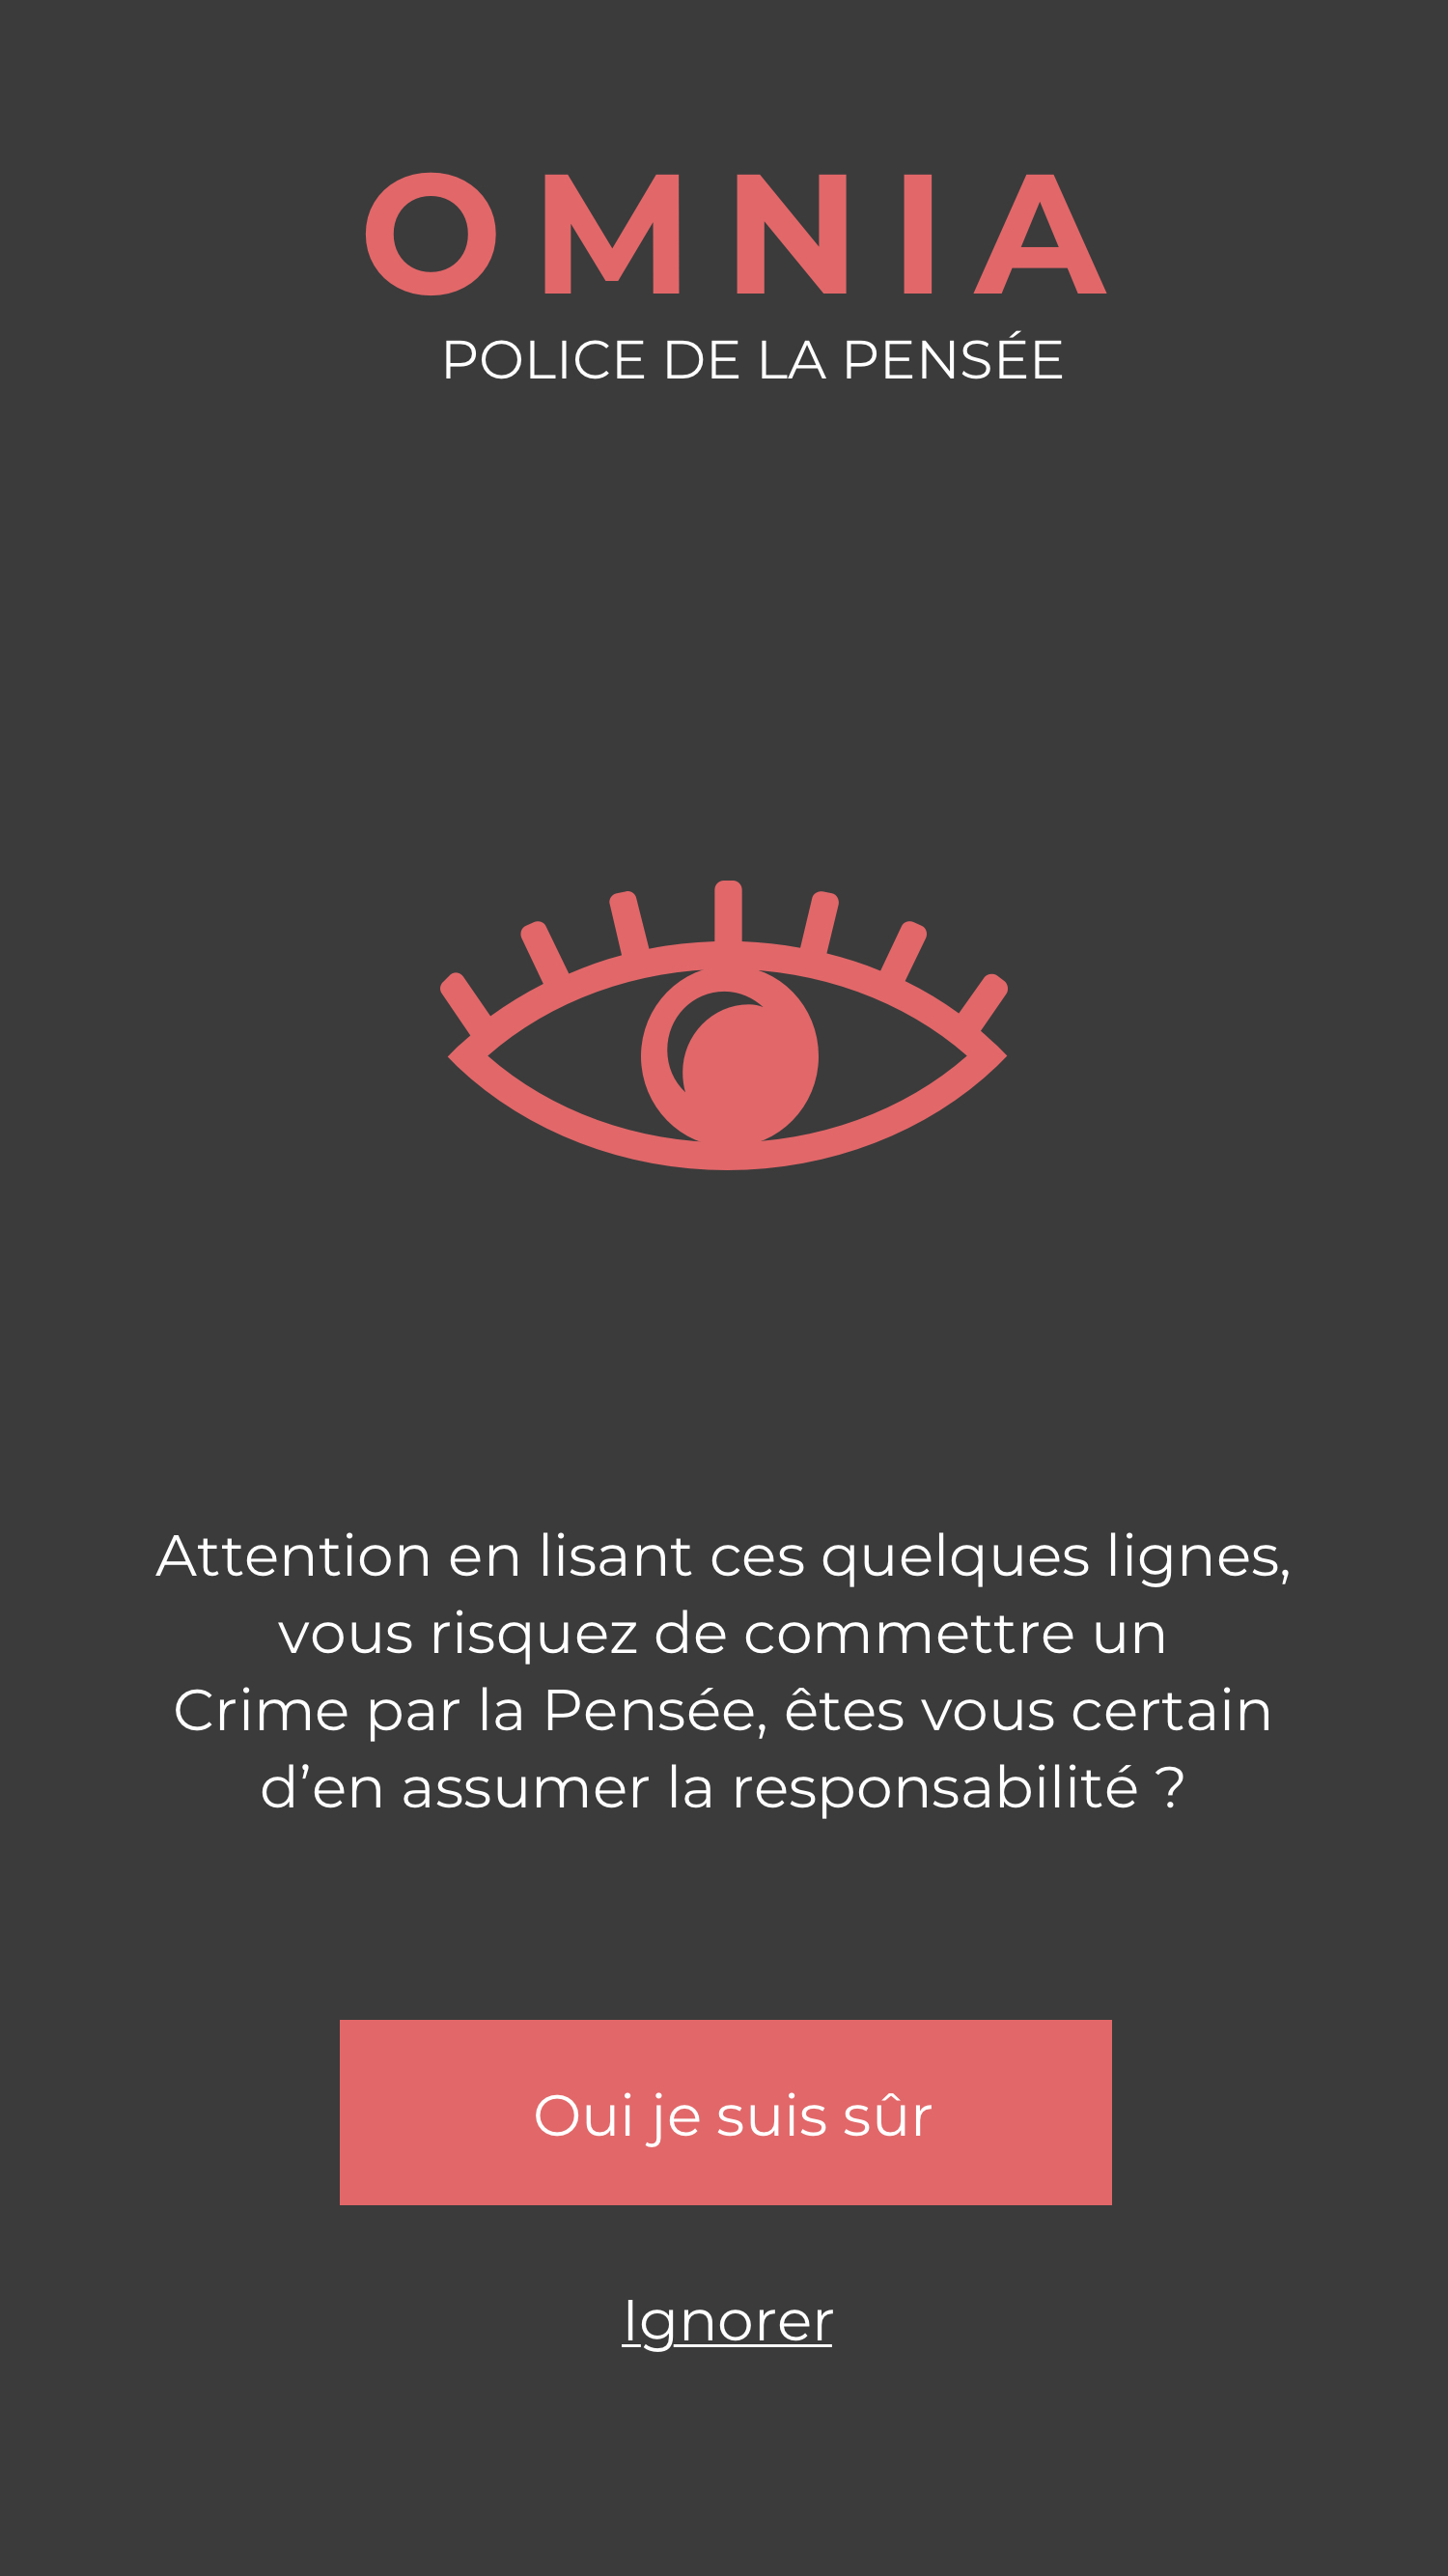 OMNIA
POLICE DE LA PENSÉE
Attention en lisant ces quelques lignes,
vous risquez de commettre un
Crime par la Pensée, êtes vous certain
d’en assumer la responsabilité ?
Oui je suis sûr
Ignorer